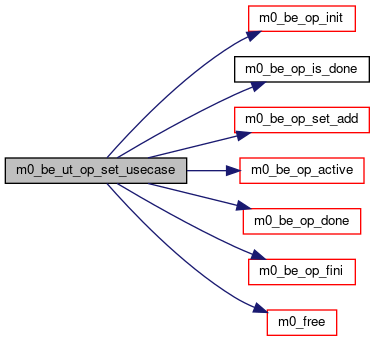 m0_be_ut_op_set_usecase
m0_be_op_init
m0_be_op_is_done
m0_be_op_set_add
m0_be_op_active
m0_be_op_done
m0_be_op_fini
m0_free